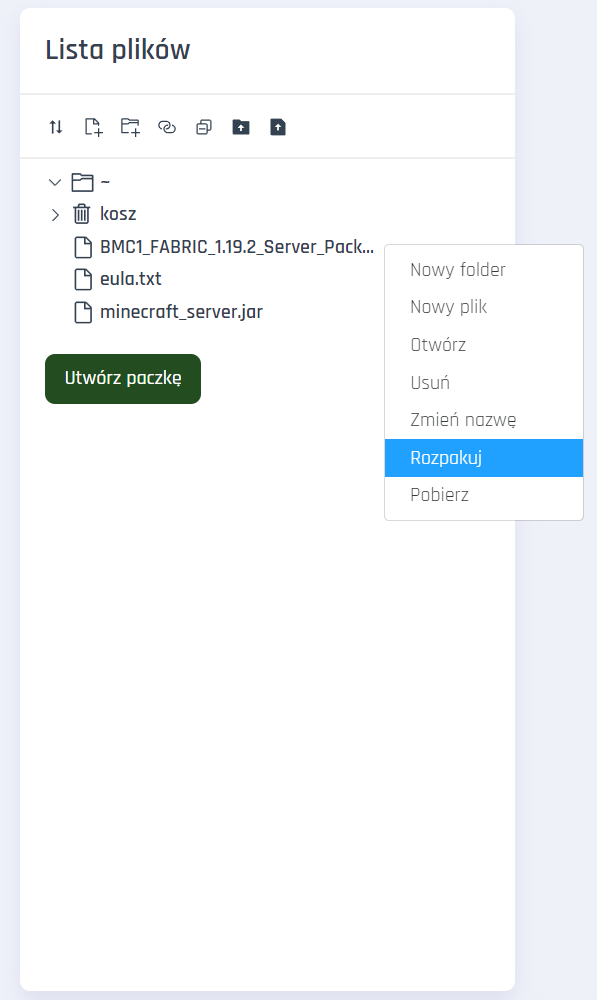 Lista plików
~
kosz
BMC1_FABRIC_1.19.2_Server_Pack...
eula.txt
minecraft_server.jar
Utwórz paczkę
Nowy folder
Nowy plik
Otwórz
Usuń
Zmień nazwę
Rozpakuj
Pobierz